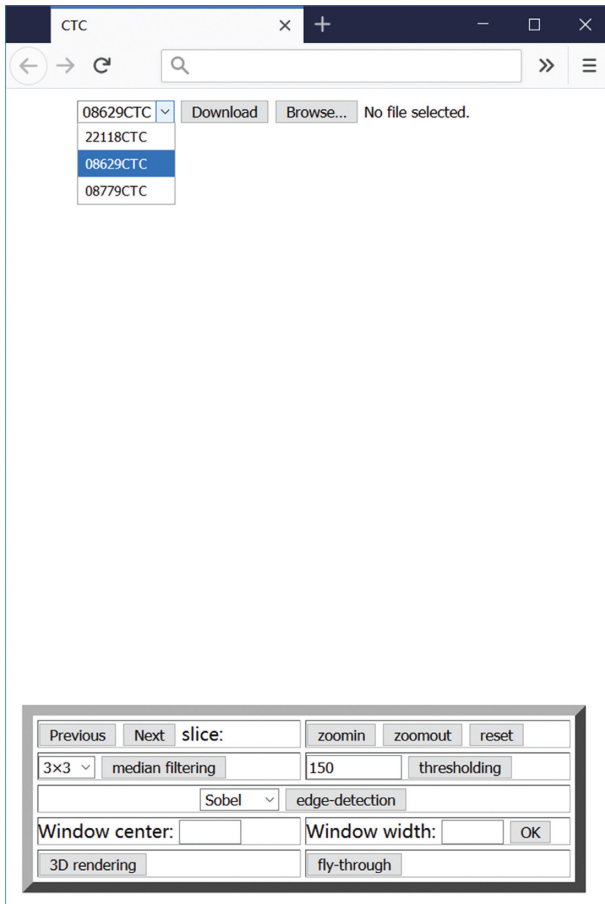 CTC
08629CTC Download Browse... No file selected.
22118CTC
08629CTC
08779CTC
Previous Next slice: zoomin zoomout reset
3×3 median filtering 150 thresholding
Sobel edge-detection
Window center: Window width: OK
3D rendering fly-through